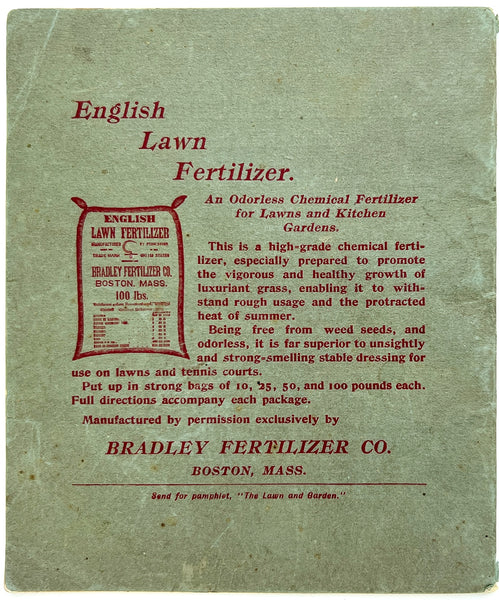 English
Lawn
Fertilizer.
An Odorless Chemical Fertilizer
for Lawns and Kitchen
Gardens.
ENGLISH
LAWN FERTILIZER
BRADLEY FERTILIZER CO.
BOSTON, MASS.
100 lbs.
This is a high-grade chemical ferti-
lizer, especially prepared to promote
the vigorous and healthy growth of
luxuriant grass, enabling it to with-
stand rough usage and the protracted
heat of summer.
Being free from weed seeds, and
odorless, it is far superior to unsightly
and strong-smelling stable dressing for
use on lawns and tennis courts.
Put up in strong bags of 10, 25, 50, and 100 pounds each.
Full directions accompany each package.
Manufactured by permission exclusively by
BRADLEY FERTILIZER CO.
BOSTON, MASS.
Send for pamphlet, "The Lawn and Garden."